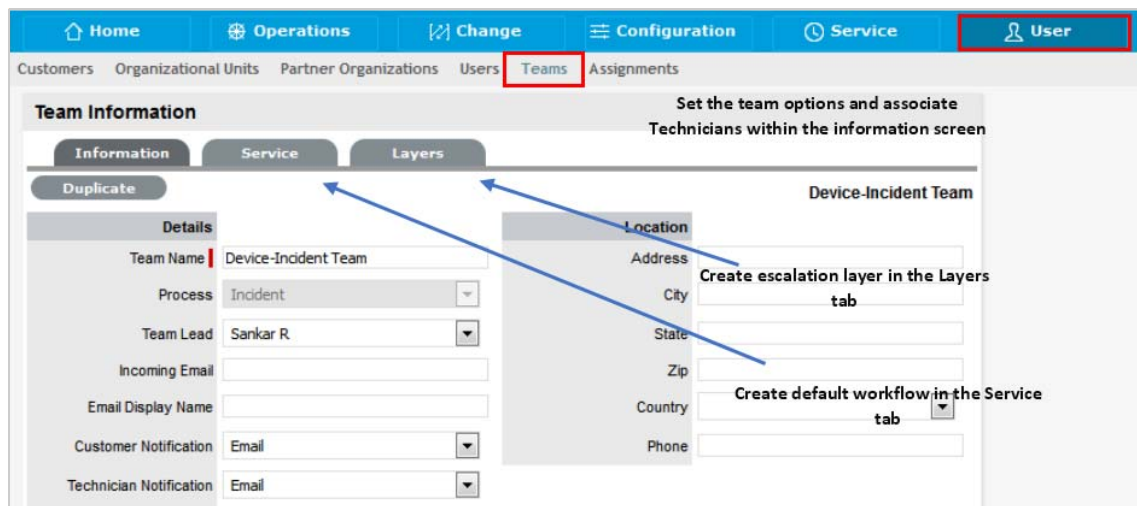 Home Operations Change Configuration Service User
Customers Organizational Units Partner Organizations Users Teams Assignments
Team Information
Set the team options and associate
Technicians within the information screen
Information Service Layers
Duplicate
Device-Incident Team
Details
Location
Team Name Device-Incident Team
Address
Create escalation layer in the Layers
tab
Process Incident
City
Team Lead Sankar R
State
Incoming Email
Zip
Create default workflow in the Service
tab
Email Display Name
Country
Customer Notification Email
Phone
Technician Notification Email